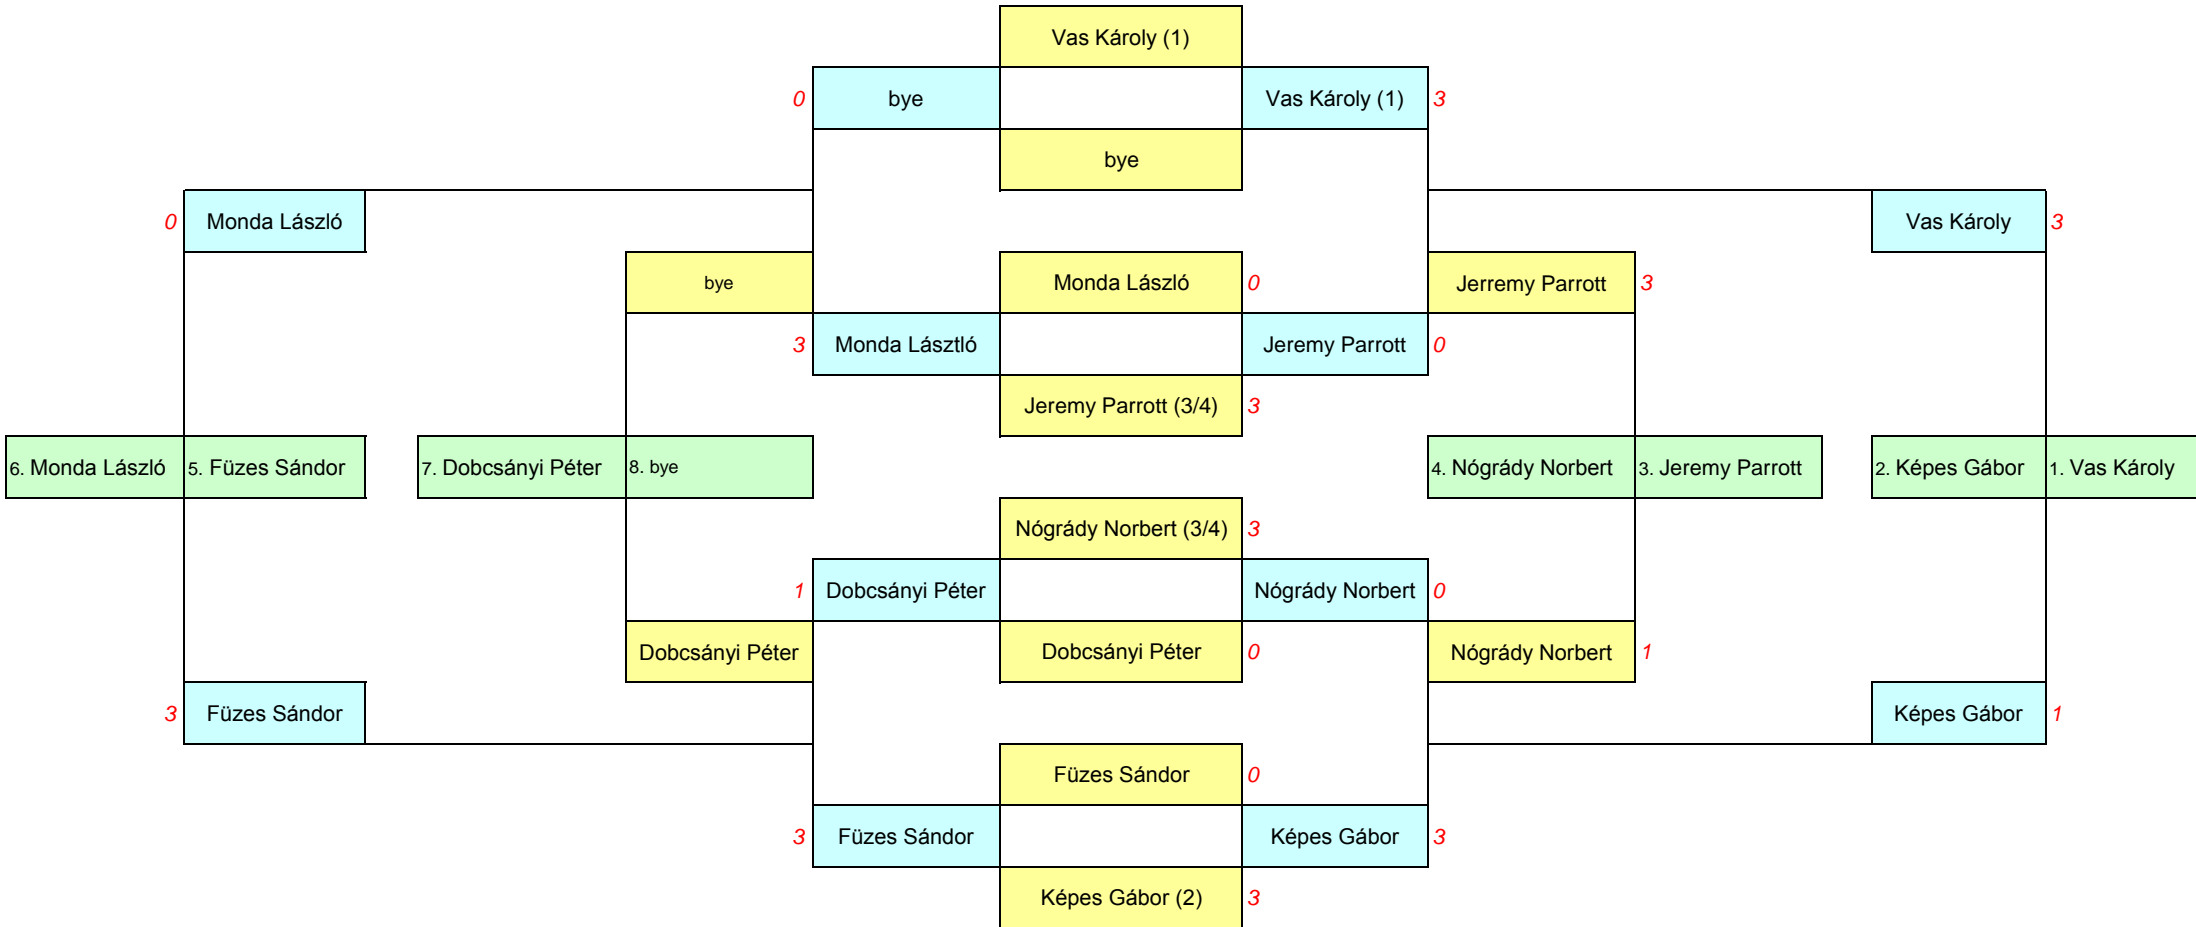 Vas Károly (1)
0 bye Vas Károly (1) 3
bye
0 Monda László Vas Károly 3
bye Monda László 0 Jerremy Parrott 3
3 Monda Lásztló Jeremy Parrott 0
Jeremy Parrott (3/4) 3
6. Monda László 5. Füzes Sándor 7. Dobcsányi Péter 8. bye 4. Nógrády Norbert 3. Jeremy Parrott 2. Képes Gábor 1. Vas Károly
Nógrády Norbert (3/4) 3
1 Dobcsányi Péter Nógrády Norbert 0
Dobcsányi Péter Dobcsányi Péter 0 Nógrády Norbert 1
3 Füzes Sándor Képes Gábor 1
Füzes Sándor 0
3 Füzes Sándor Képes Gábor 3
Képes Gábor (2) 3